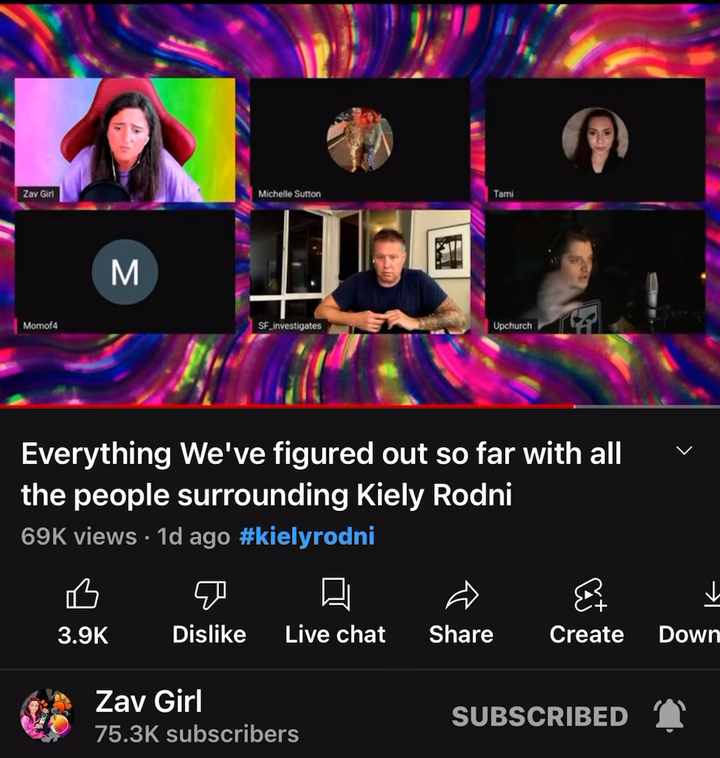 Zav Girl
Michelle Sutton
Tami
M
Momof4
SF_investigates
Upchurch
Everything We've figured out so far with all
the people surrounding Kiely Rodni
69K views · 1d ago #kielyrodni
3.9K Dislike Live chat Share Create Down
Zav Girl
75.3K subscribers
SUBSCRIBED